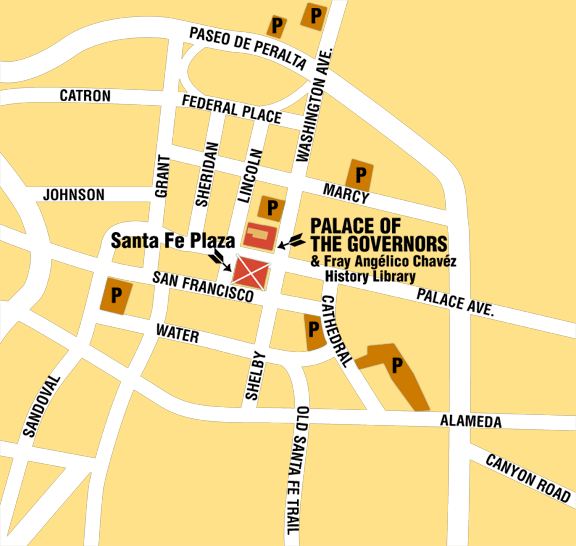 P
P
PASEO DE PERALTA
WASHINGTON AVE.
CATRON
FEDERAL PLACE
GRANT
SHERIDAN
LINCOLN
P
MARCY
JOHNSON
P
Santa Fe Plaza
PALACE OF
THE GOVERNORS
& Fray Angélico Chavéz
History Library
SAN FRANCISCO
P
PALACE AVE.
CATHEDRAL
WATER
P
P
SHELBY
SANDOVAL
OLD SANTA FE TRAIL
ALAMEDA
CANYON ROAD